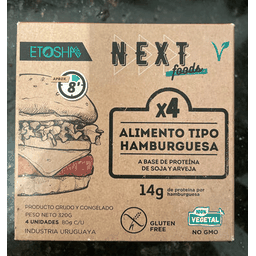 ETOSHA
NEXT
foods
V
APROX.
8'
x4
ALIMENTO TIPO
HAMBURGUESA
A BASE DE PROTEÍNA
DE SOJA Y ARVEJA
14g de proteína por
hamburguesa
PRODUCTO CRUDO Y CONGELADO
PESO NETO 320G
4 UNIDADES: 80g C/U
INDUSTRIA URUGUAYA
GLUTEN
FREE
100%
VEGETAL
NO GMO